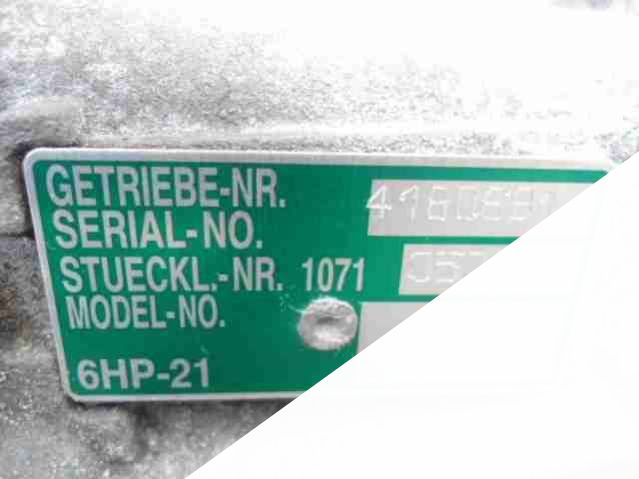 GETRIEBE-NR.
SERIAL-NO.
STUECKL.-NR. 1071
MODEL-NO.
6HP-21